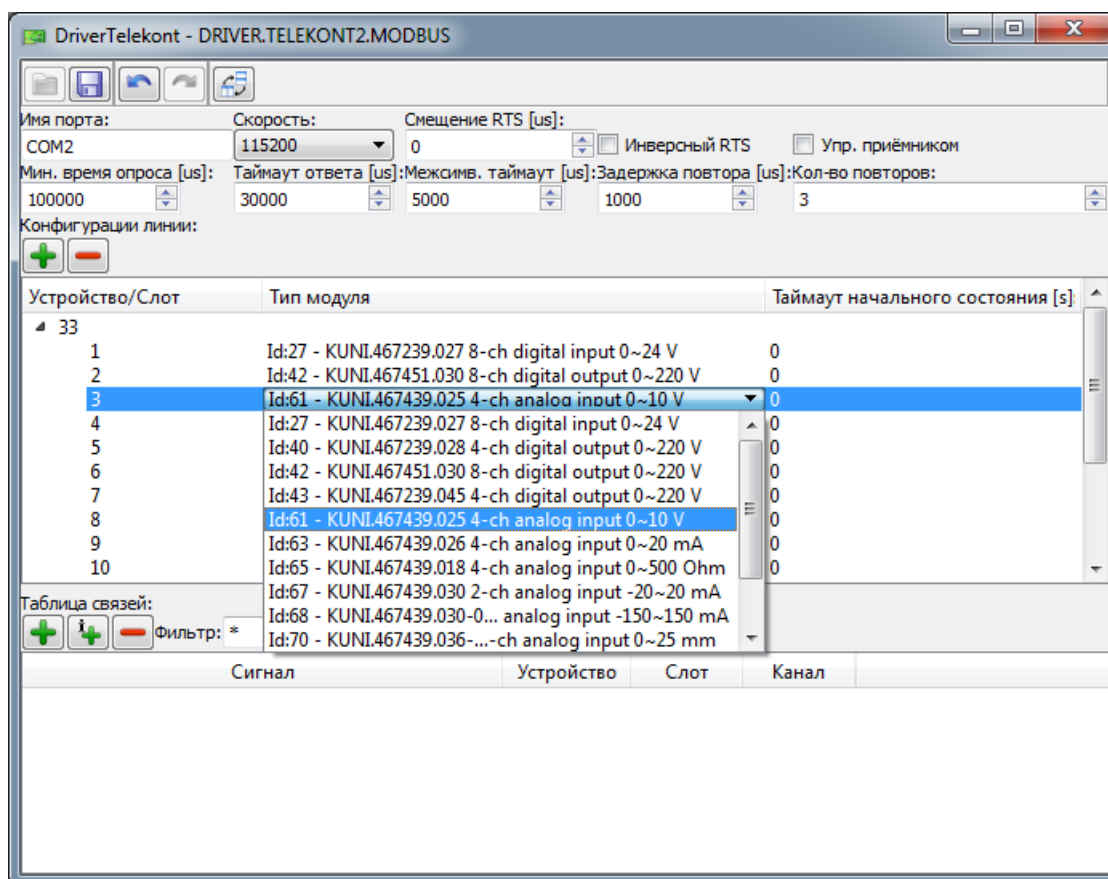 DriverTelekont - DRIVER.TELEKONT2.MODBUS
Имя порта: Скорость: Смещение RTS [us]:
COM2 115200 0 Инверсный RTS Упр. приёмником
Мин. время опроса [us]: Таймаут ответа [us]: Межсимв. таймаут [us]: Задержка повтора [us]: Кол-во повторов:
100000 30000 5000 1000 3
Конфигурации линии:
Устройство/Слот Тип модуля Таймаут начального состояния [s]:
33
1 Id:27 - KUNI.467239.027 8-ch digital input 0~24 V 0
2 Id:42 - KUNI.467451.030 8-ch digital output 0~220 V 0
3 Id:61 - KUNI.467439.025 4-ch analog input 0~10 V 0
4 Id:27 - KUNI.467239.027 8-ch digital input 0~24 V 0
5 Id:40 - KUNI.467239.028 4-ch digital output 0~220 V 0
6 Id:42 - KUNI.467451.030 8-ch digital output 0~220 V 0
7 Id:43 - KUNI.467239.045 4-ch digital output 0~220 V 0
8 Id:61 - KUNI.467439.025 4-ch analog input 0~10 V 0
9 Id:63 - KUNI.467439.026 4-ch analog input 0~20 mA 0
10 Id:65 - KUNI.467439.018 4-ch analog input 0~500 Ohm 0
Id:67 - KUNI.467439.030 2-ch analog input -20~20 mA
Таблица связей:
Id:68 - KUNI.467439.030-0... analog input -150~150 mA
Фильтр: * Id:70 - KUNI.467439.036-...-ch analog input 0~25 mm
Сигнал Устройство Слот Канал